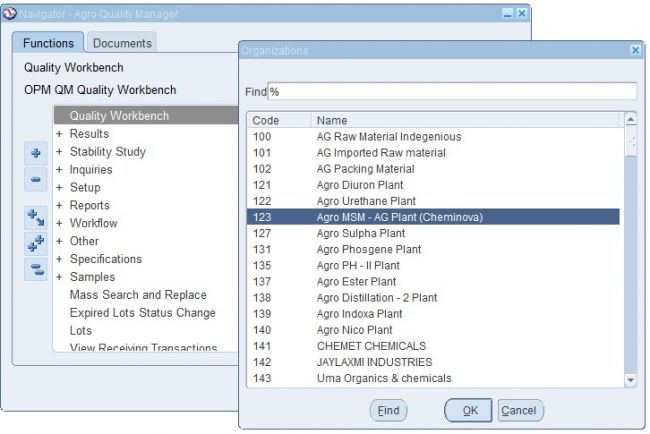 Navigator - Agro Quality Manager
Functions Documents
Quality Workbench
OPM QM Quality Workbench
Quality Workbench
+ Results
+ Stability Study
+ Inquiries
+ Setup
+ Reports
+ Workflow
+ Other
+ Specifications
+ Samples
Mass Search and Replace
Expired Lots Status Change
Lots
View Receiving Transactions
Organizations
Find %
Code Name
100 AG Raw Material Indegenious
101 AG Imported Raw material
102 AG Packing Material
121 Agro Diuron Plant
122 Agro Urethane Plant
123 Agro MSM - AG Plant (Cheminova)
127 Agro Sulpha Plant
131 Agro Phosgene Plant
135 Agro PH - II Plant
137 Agro Ester Plant
138 Agro Distillation - 2 Plant
139 Agro Indoxa Plant
140 Agro Nico Plant
141 CHEMET CHEMICALS
142 JAYLAXMI INDUSTRIES
143 Uma Organics & chemicals
Find OK Cancel